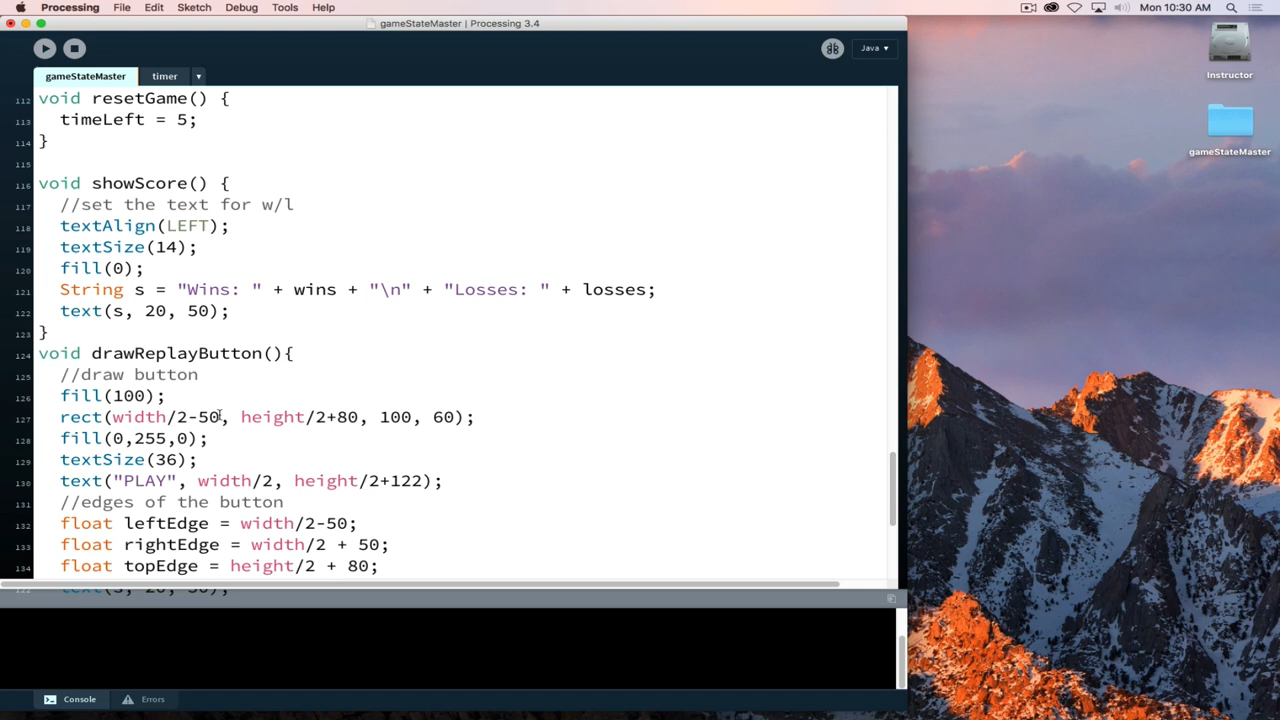 Processing File Edit Sketch Debug Tools Help Mon 10:30 AM
gameStateMaster | Processing 3.4
Java ▾
gameStateMaster timer ▾
112 void resetGame() {
113 timeLeft = 5;
114 }
115
116 void showScore() {
117 //set the text for w/l
118 textAlign(LEFT);
119 textSize(14);
120 fill(0);
121 String s = "Wins: " + wins + "\n" + "Losses: " + losses;
122 text(s, 20, 50);
123 }
124 void drawReplayButton(){
125 //draw button
126 fill(100);
127 rect(width/2-50, height/2+80, 100, 60);
128 fill(0,255,0);
129 textSize(36);
130 text("PLAY", width/2, height/2+122);
131 //edges of the button
132 float leftEdge = width/2-50;
133 float rightEdge = width/2 + 50;
134 float topEdge = height/2 + 80;
Console Errors
Instructor
gameStateMaster